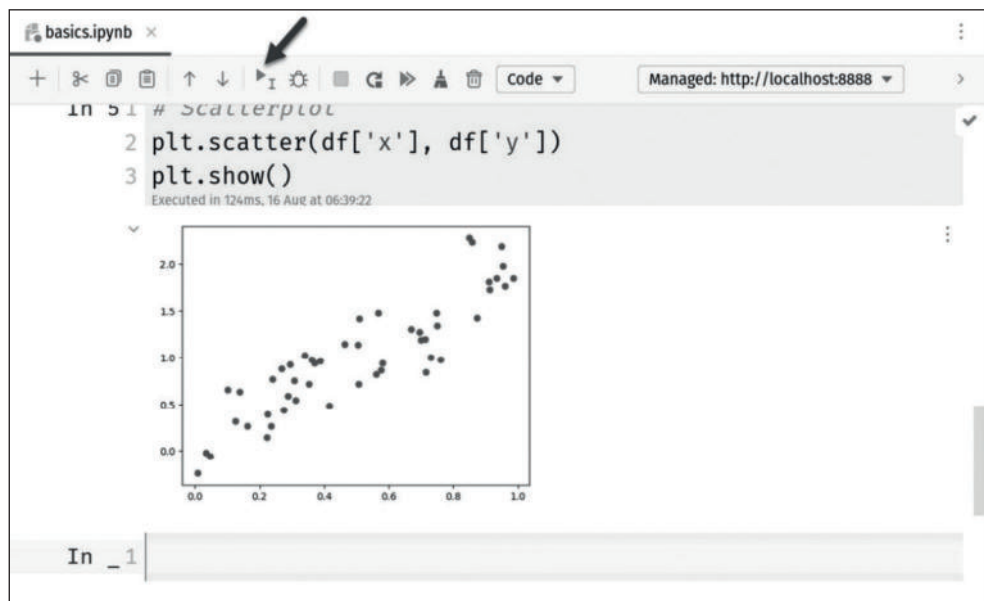 basics.ipynb
Code
Managed: http://localhost:8888
In 5 1 # Scatterplot
2 plt.scatter(df['x'], df['y'])
3 plt.show()
Executed in 124ms, 16 Aug at 06:39:22
2.0
1.5
1.0
0.5
0.0
0.0 0.2 0.4 0.6 0.8 1.0
In _ 1